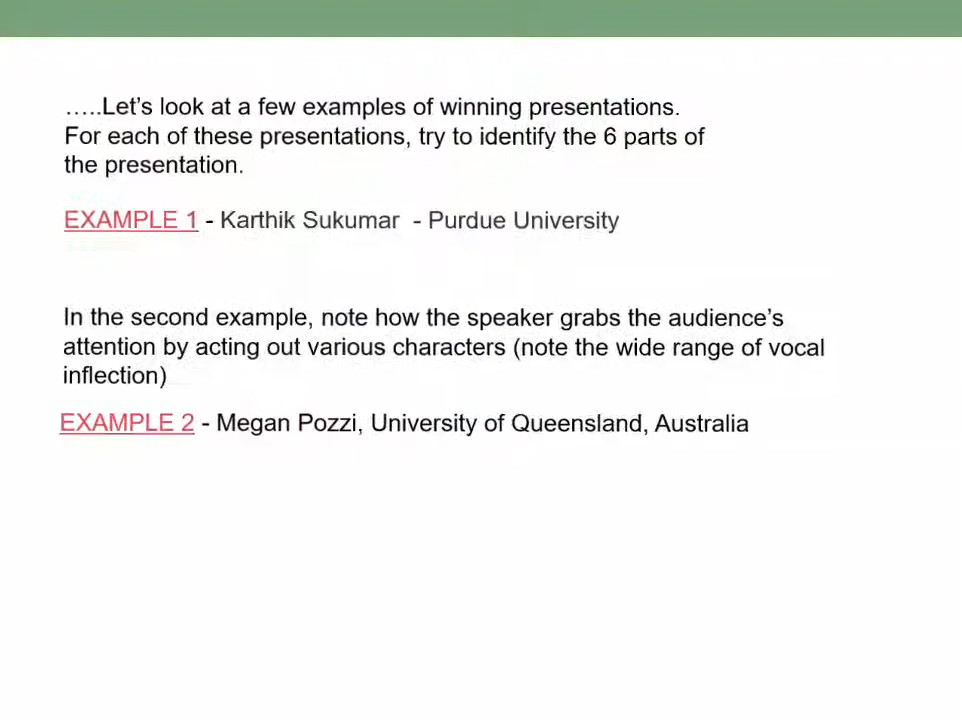 …..Let’s look at a few examples of winning presentations.
For each of these presentations, try to identify the 6 parts of
the presentation.
EXAMPLE 1 - Karthik Sukumar - Purdue University
In the second example, note how the speaker grabs the audience’s
attention by acting out various characters (note the wide range of vocal
inflection)
EXAMPLE 2 - Megan Pozzi, University of Queensland, Australia